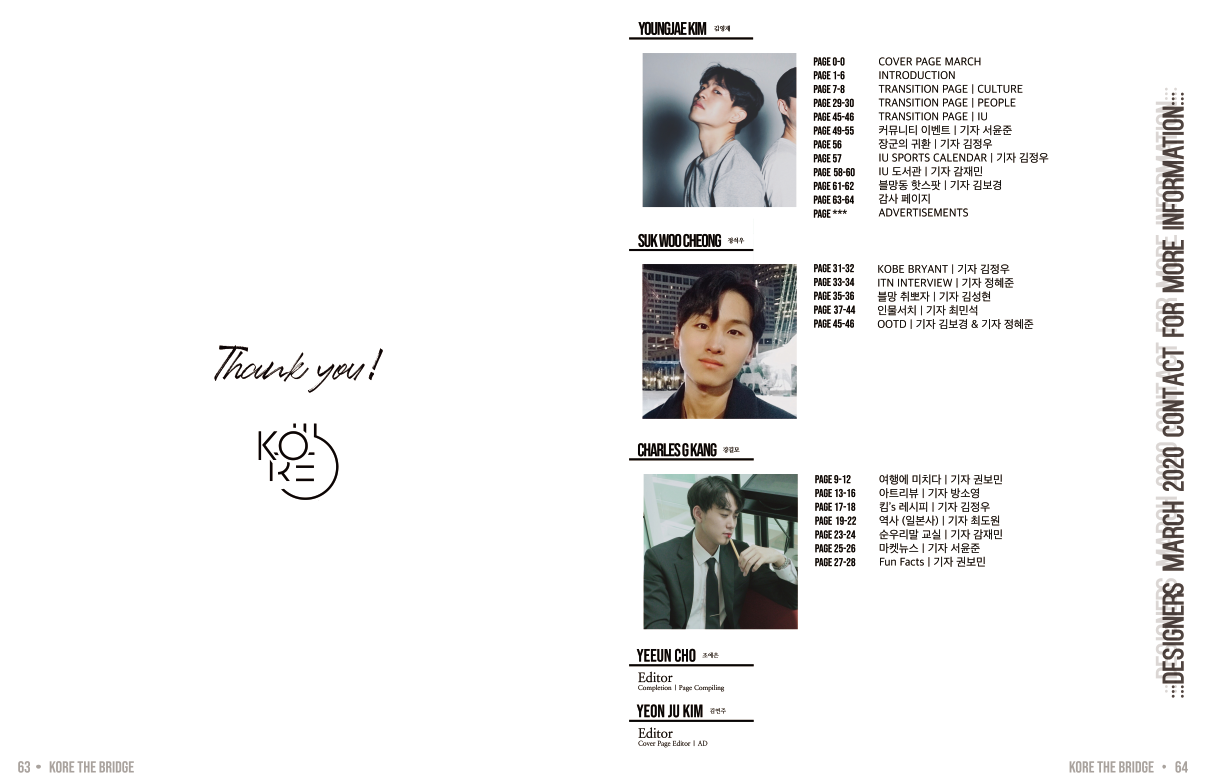 Thank you!
KO
RE
63 • KORE THE BRIDGE
YOUNGJAE KIM 김영재
PAGE 0-0 COVER PAGE MARCH
PAGE 1-6 INTRODUCTION
PAGE 7-8 TRANSITION PAGE | CULTURE
PAGE 29-30 TRANSITION PAGE | PEOPLE
PAGE 45-46 TRANSITION PAGE | IU
PAGE 49-55 커뮤니티 이벤트 | 기자 서윤준
PAGE 56 장군의 귀환 | 기자 김정우
PAGE 57 IU SPORTS CALENDAR | 기자 김정우
PAGE 58-60 IU 도서관 | 기자 감재민
PAGE 61-62 블망동 핫스팟 | 기자 김보경
PAGE 63-64 감사 페이지
PAGE *** ADVERTISEMENTS
SUK WOO CHEONG 정석우
PAGE 31-32 KOBE BRYANT | 기자 김정우
PAGE 33-34 ITN INTERVIEW | 기자 정혜준
PAGE 35-36 블망 취뽀자 | 기자 김성현
PAGE 37-44 인물서치 | 기자 최민석
PAGE 45-46 OOTD | 기자 김보경 & 기자 정혜준
CHARLES G KANG 강걸모
PAGE 9-12 여행에 미치다 | 기자 권보민
PAGE 13-16 아트리뷰 | 기자 방소영
PAGE 17-18 킴's 레시피 | 기자 김정우
PAGE 19-22 역사 (일본사) | 기자 최도원
PAGE 23-24 순우리말 교실 | 기자 감재민
PAGE 25-26 마켓뉴스 | 기자 서윤준
PAGE 27-28 Fun Facts | 기자 권보민
YEEUN CHO 조예은
Editor
Completion | Page Compiling
YEON JU KIM 김연주
Editor
Cover Page Editor | AD
:::DESIGNERS MARCH 2020 CONTACT FOR MORE INFORMATION:::
KORE THE BRIDGE • 64